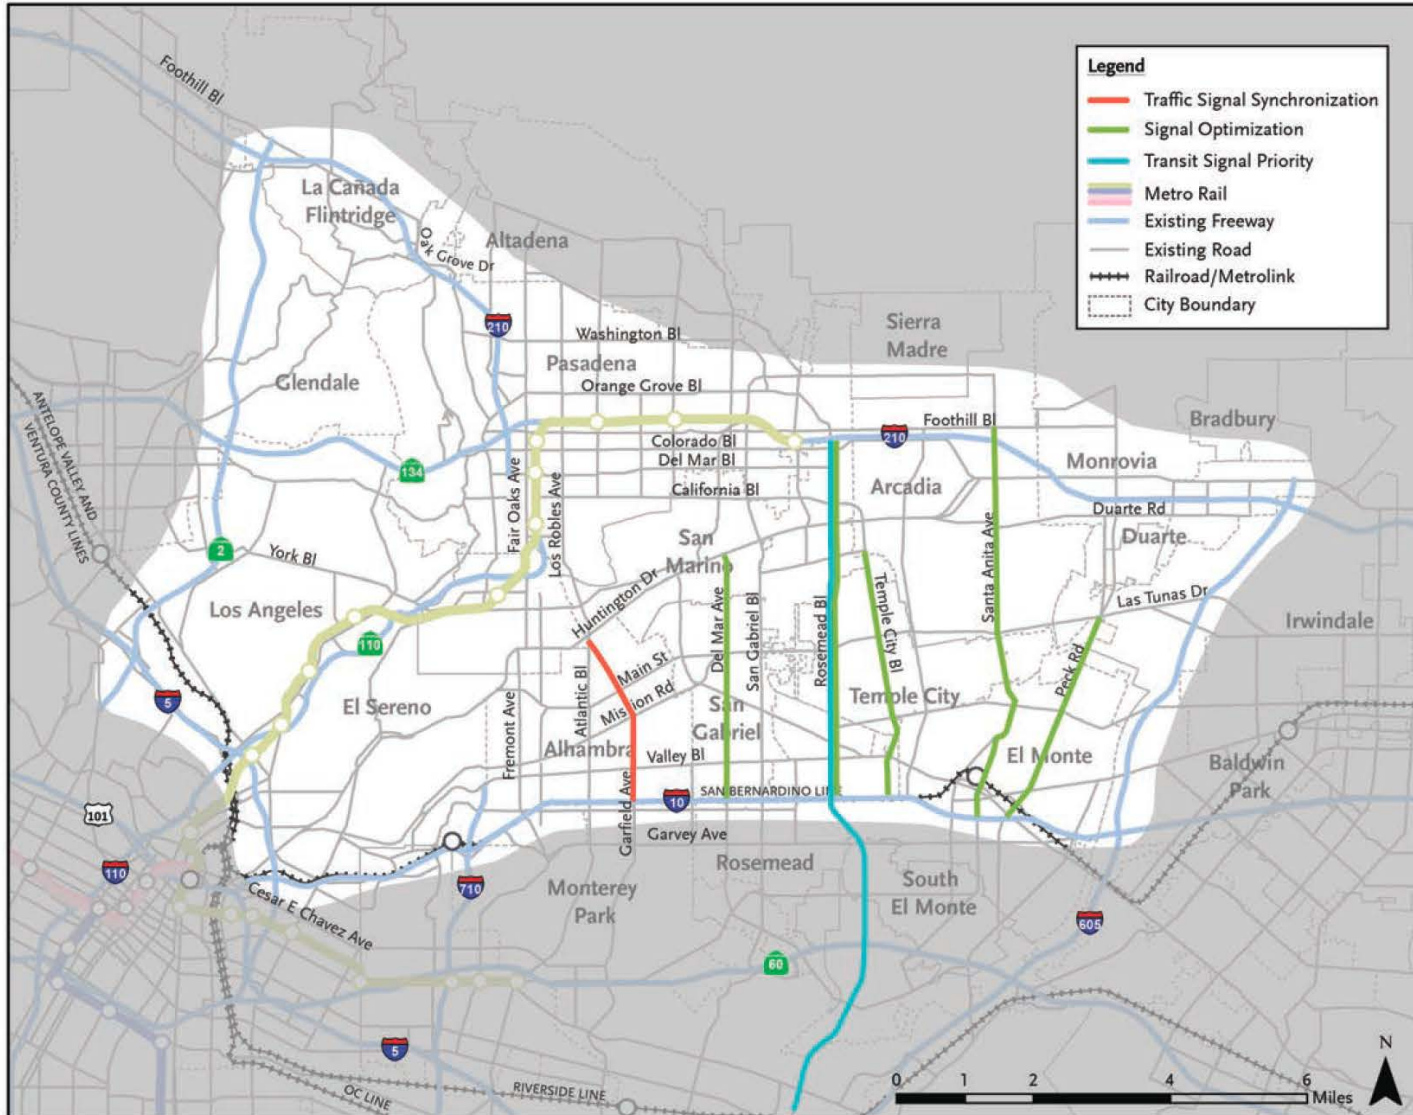 Foothill Bl
Legend
Traffic Signal Synchronization
Signal Optimization
Transit Signal Priority
Metro Rail
Existing Freeway
Existing Road
Railroad/Metrolink
City Boundary
La Cañada
Flintridge
Altadena
Oak Grove Dr
210
Washington Bl
Sierra
Madre
Pasadena
Glendale
Orange Grove Bl
Foothill Bl
Bradbury
ANTELOPE VALLEY AND
VENTURA COUNTY LINES
Colorado Bl
210
134
Del Mar Bl
Monrovia
California Bl
Arcadia
Fair Oaks Ave
Los Robles Ave
Duarte Rd
Duarte
2
York Bl
San
Marino
Santa Anita Ave
Huntington Dr
Los Angeles
Del Mar Ave
San Gabriel Bl
Rosemead Bl
Temple City Bl
Las Tunas Dr
Irwindale
110
Main St
Peck Rd
5
El Sereno
Atlantic Bl
Mission Rd
San
Gabriel
Temple City
Fremont Ave
Alhambra
Valley Bl
El Monte
Baldwin
Park
SAN BERNARDINO LINE
10
101
Garfield Ave
Garvey Ave
110
710
Rosemead
Monterey
Park
South
El Monte
Cesar E Chavez Ave
605
60
5
RIVERSIDE LINE
OC LINE
N
0 1 2 4 6
Miles